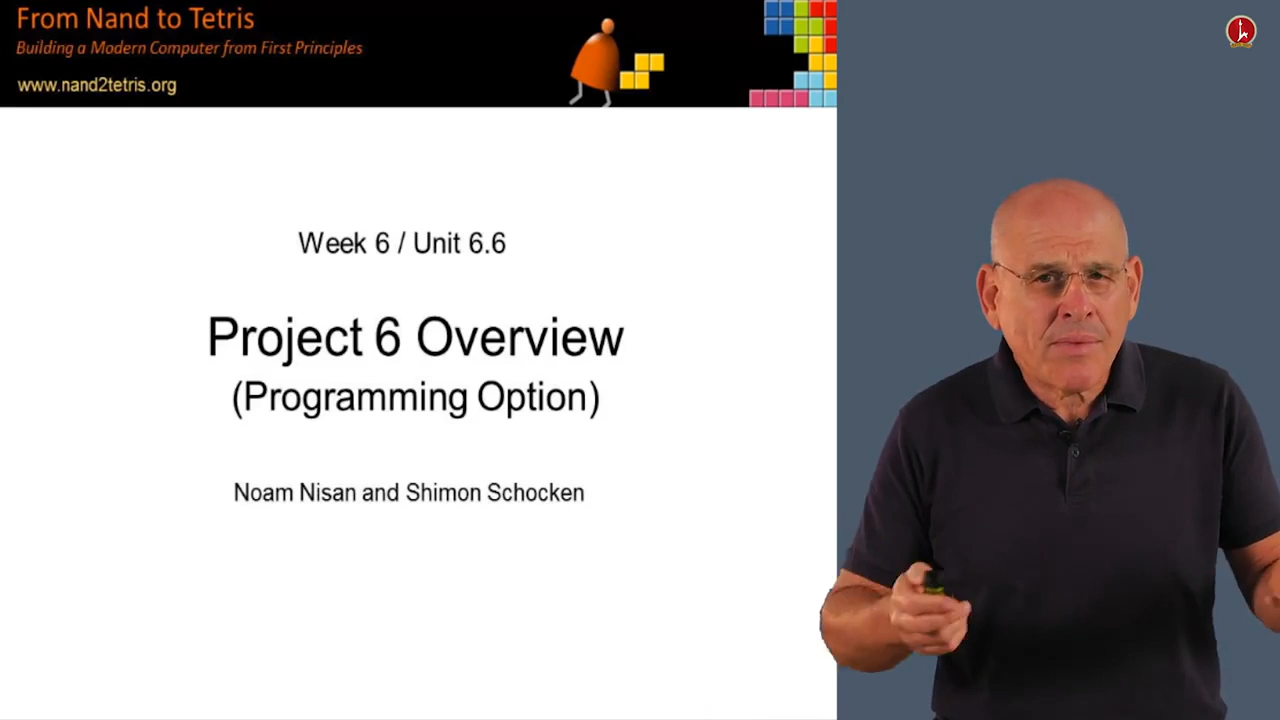 From Nand to Tetris
Building a Modern Computer from First Principles
www.nand2tetris.org
Week 6 / Unit 6.6
Project 6 Overview
(Programming Option)
Noam Nisan and Shimon Schocken